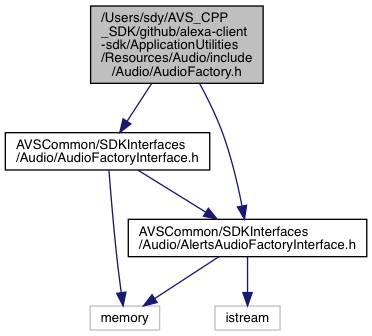 /Users/sdy/AVS_CPP
_SDK/github/alexa-client
-sdk/ApplicationUtilities
/Resources/Audio/include
/Audio/AudioFactory.h
AVSCommon/SDKInterfaces
/Audio/AudioFactoryInterface.h
AVSCommon/SDKInterfaces
/Audio/AlertsAudioFactoryInterface.h
memory
istream